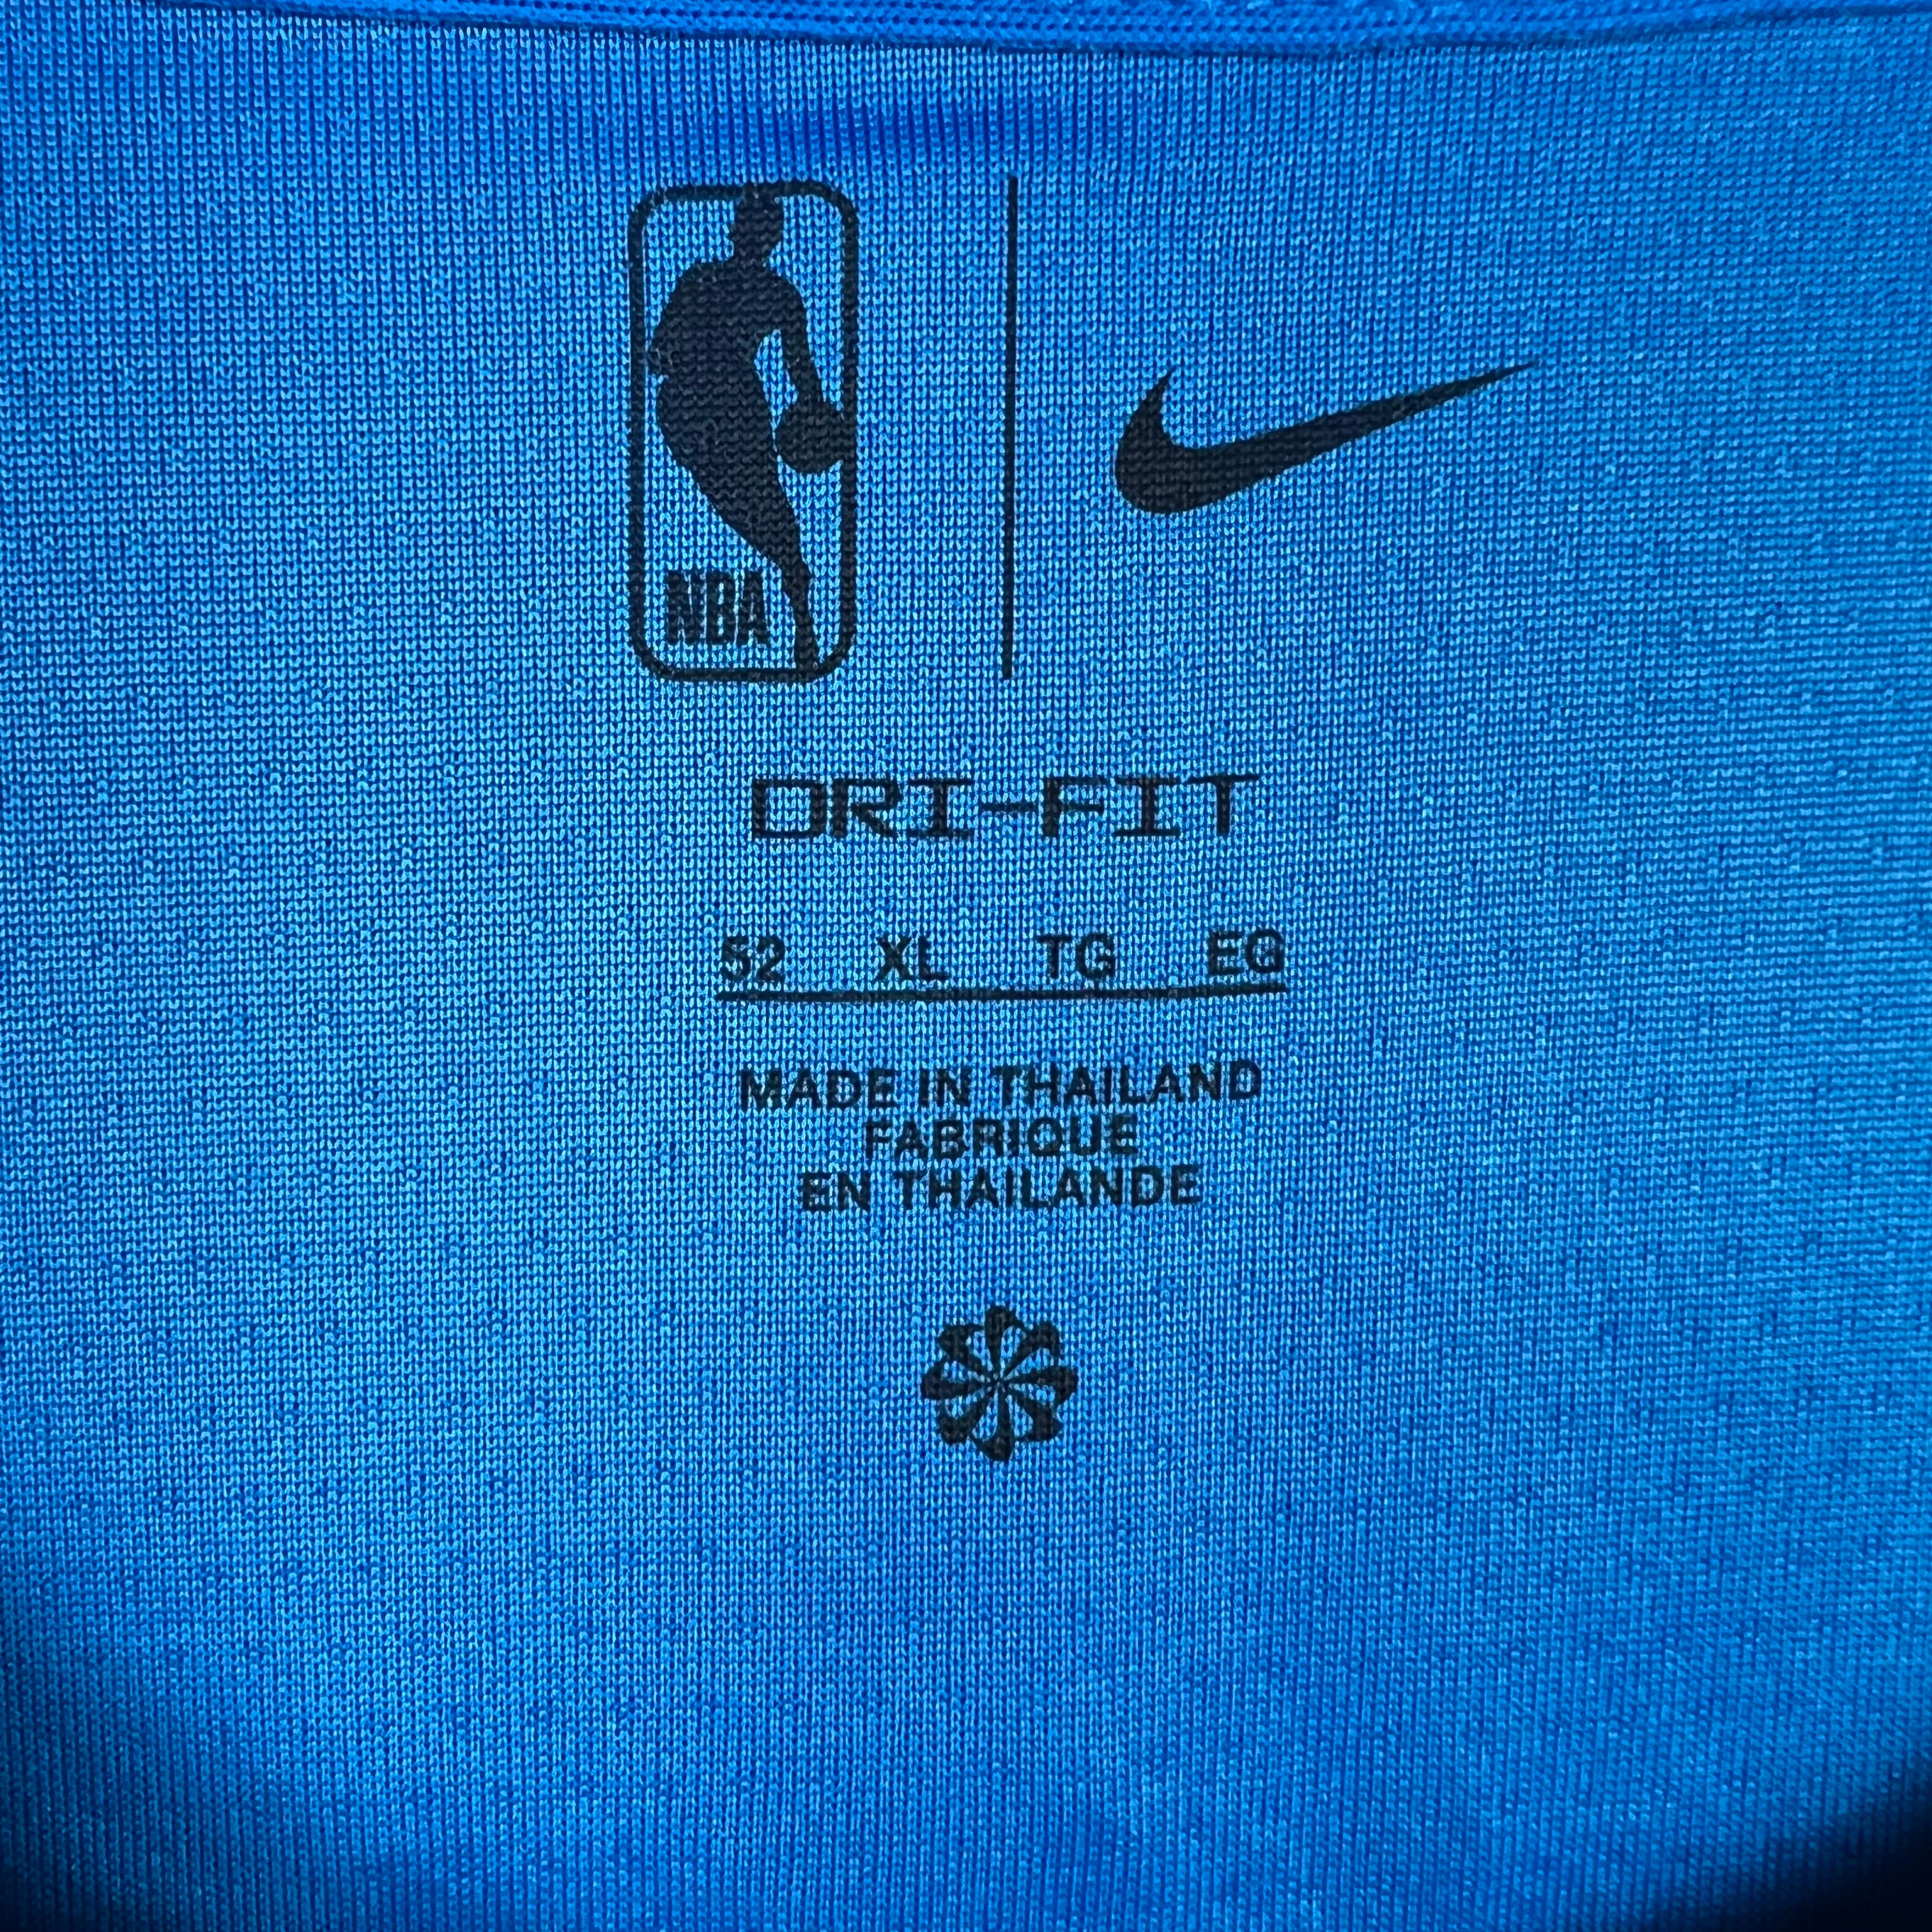 NBA
DRI-FIT
52 XL TG EG
MADE IN THAILAND
FABRIQUE
EN THAILANDE